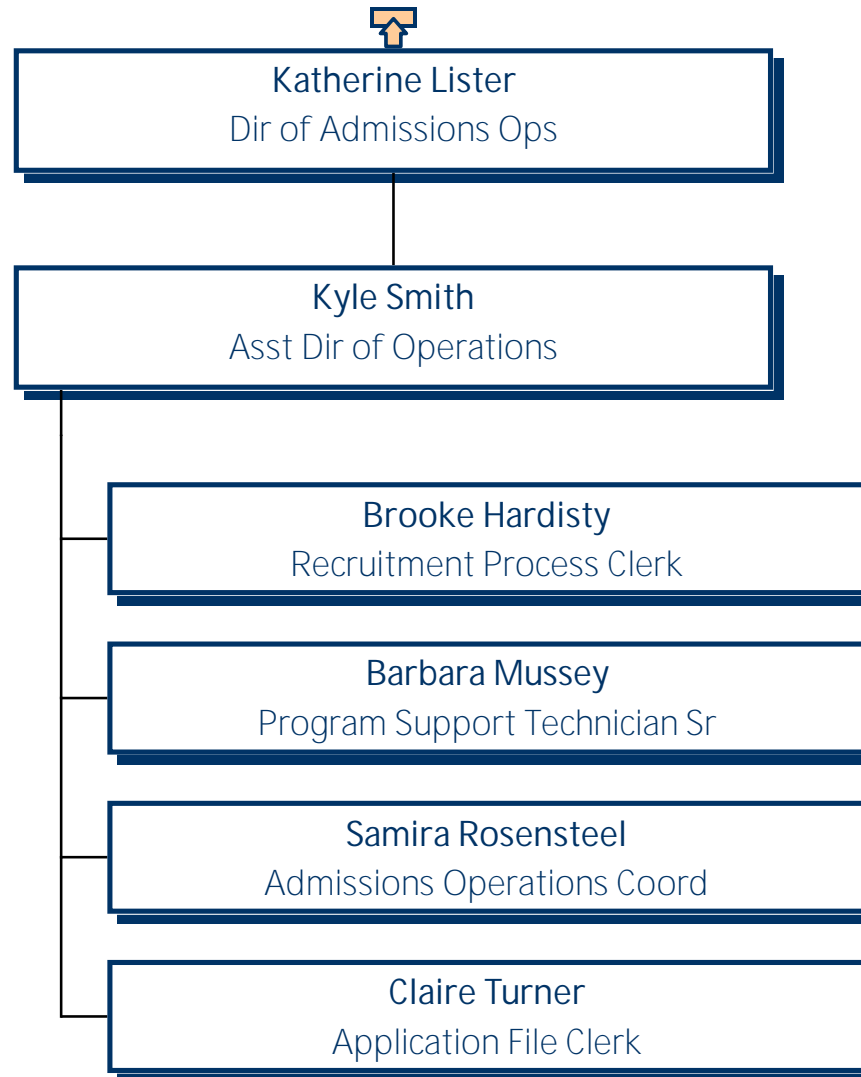 Katherine Lister
Dir of Admissions Ops
Kyle Smith
Asst Dir of Operations
Brooke Hardisty
Recruitment Process Clerk
Barbara Mussey
Program Support Technician Sr
Samira Rosensteel
Admissions Operations Coord
Claire Turner
Application File Clerk